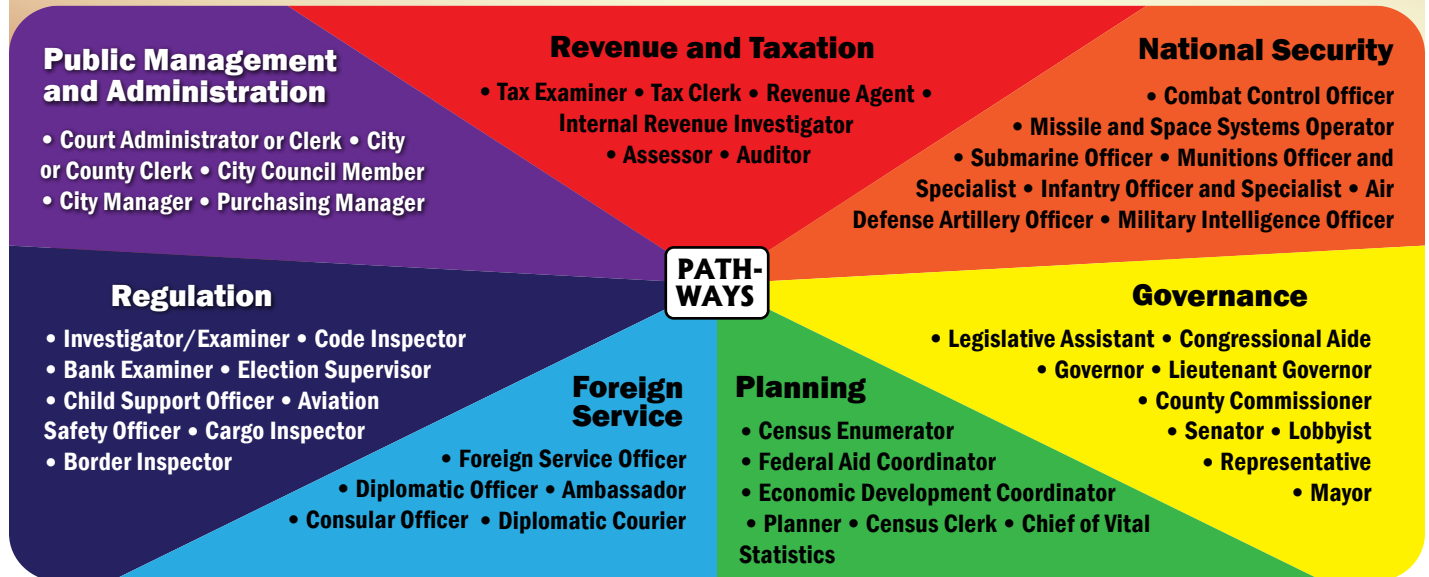 Public Management
and Administration
• Court Administrator or Clerk • City
or County Clerk • City Council Member
• City Manager • Purchasing Manager
Revenue and Taxation
• Tax Examiner • Tax Clerk • Revenue Agent •
Internal Revenue Investigator
• Assessor • Auditor
National Security
• Combat Control Officer
• Missile and Space Systems Operator
• Submarine Officer • Munitions Officer and
Specialist • Infantry Officer and Specialist • Air
Defense Artillery Officer • Military Intelligence Officer
PATH-
WAYS
Regulation
• Investigator/Examiner • Code Inspector
• Bank Examiner • Election Supervisor
• Child Support Officer • Aviation
Safety Officer • Cargo Inspector
• Border Inspector
Foreign
Service
• Foreign Service Officer
• Diplomatic Officer • Ambassador
• Consular Officer • Diplomatic Courier
Planning
• Census Enumerator
• Federal Aid Coordinator
• Economic Development Coordinator
• Planner • Census Clerk • Chief of Vital
Statistics
Governance
• Legislative Assistant • Congressional Aide
• Governor • Lieutenant Governor
• County Commissioner
• Senator • Lobbyist
• Representative
• Mayor